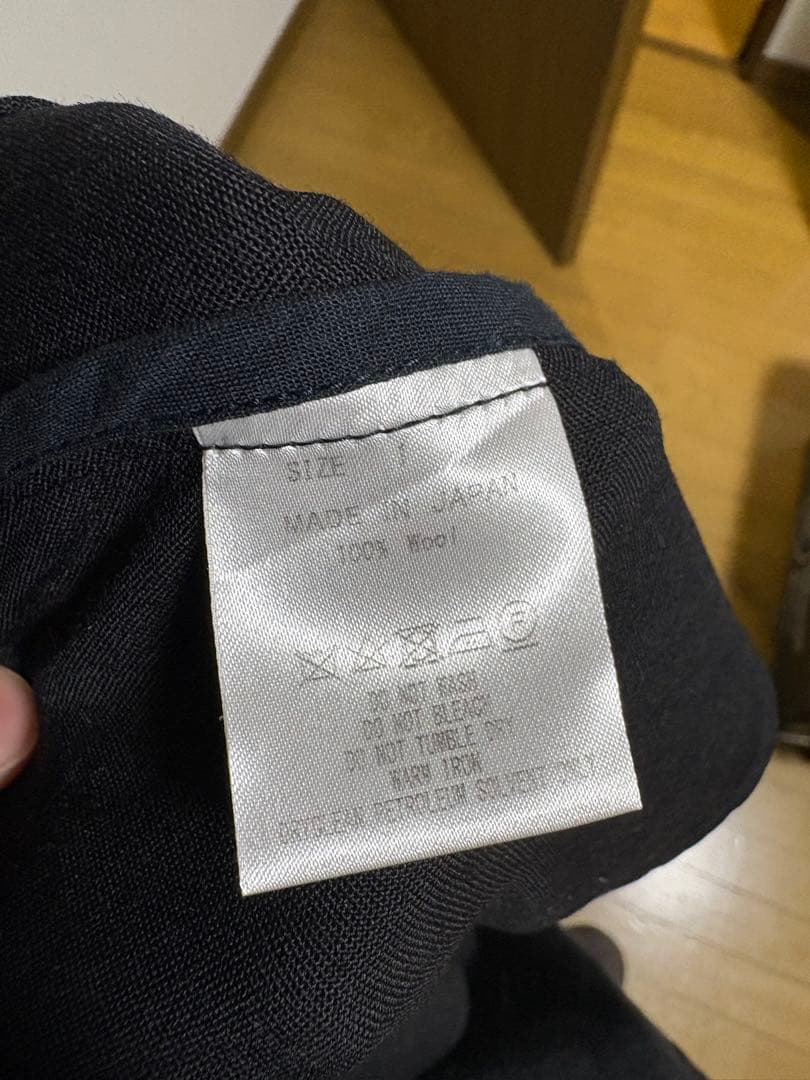 SIZE 1
MADE IN JAPAN
100% Wool
DO NOT WASH
DO NOT BLEACH
DO NOT TUMBLE DRY
WARM IRON
DRYCLEAN PETROLEUM SOLVENT ONLY